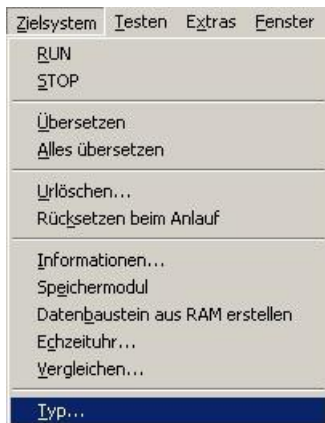 Zielsystem Testen Extras Fenster
RUN
STOP
Übersetzen
Alles übersetzen
Urlöschen...
Rücksetzen beim Anlauf
Informationen...
Speichermodul
Datenbaustein aus RAM erstellen
Echzeituhr...
Vergleichen...
Typ...